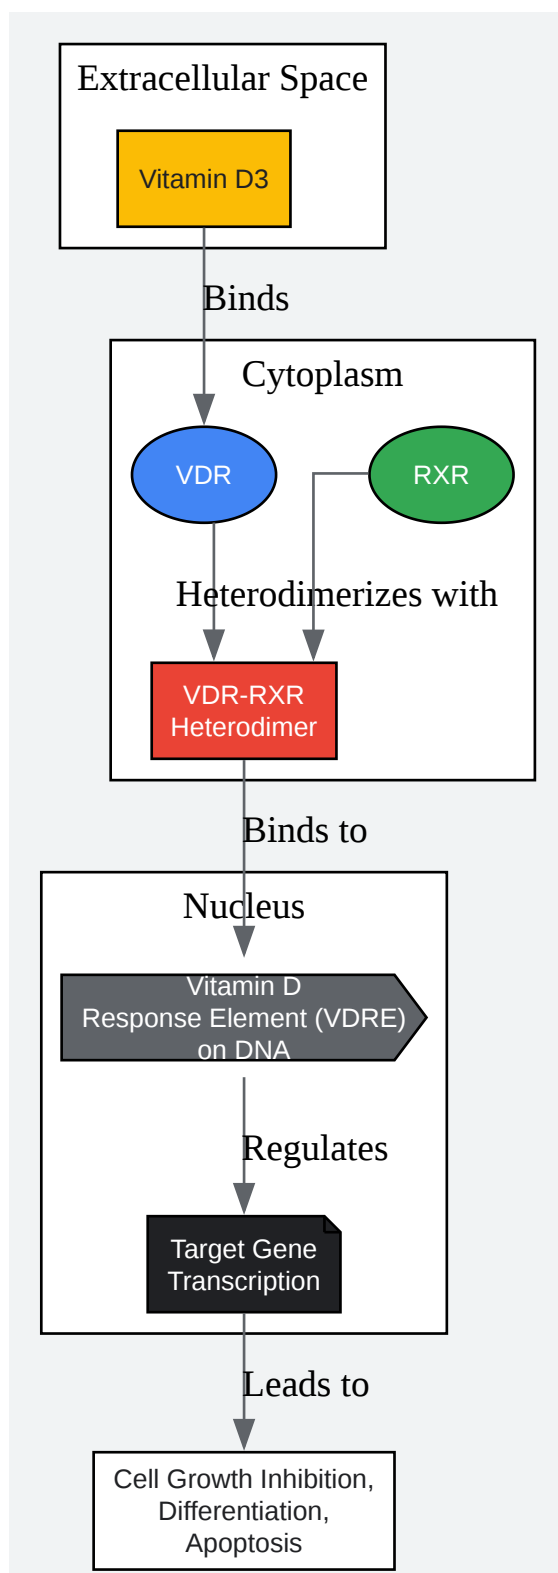 Extracellular Space
Vitamin D3
Binds
Cytoplasm
VDR
RXR
Heterodimerizes with
VDR-RXR
Heterodimer
Binds to
Nucleus
Vitamin D
Response Element (VDRE)
on DNA
Regulates
Target Gene
Transcription
Leads to
Cell Growth Inhibition,
Differentiation,
Apoptosis